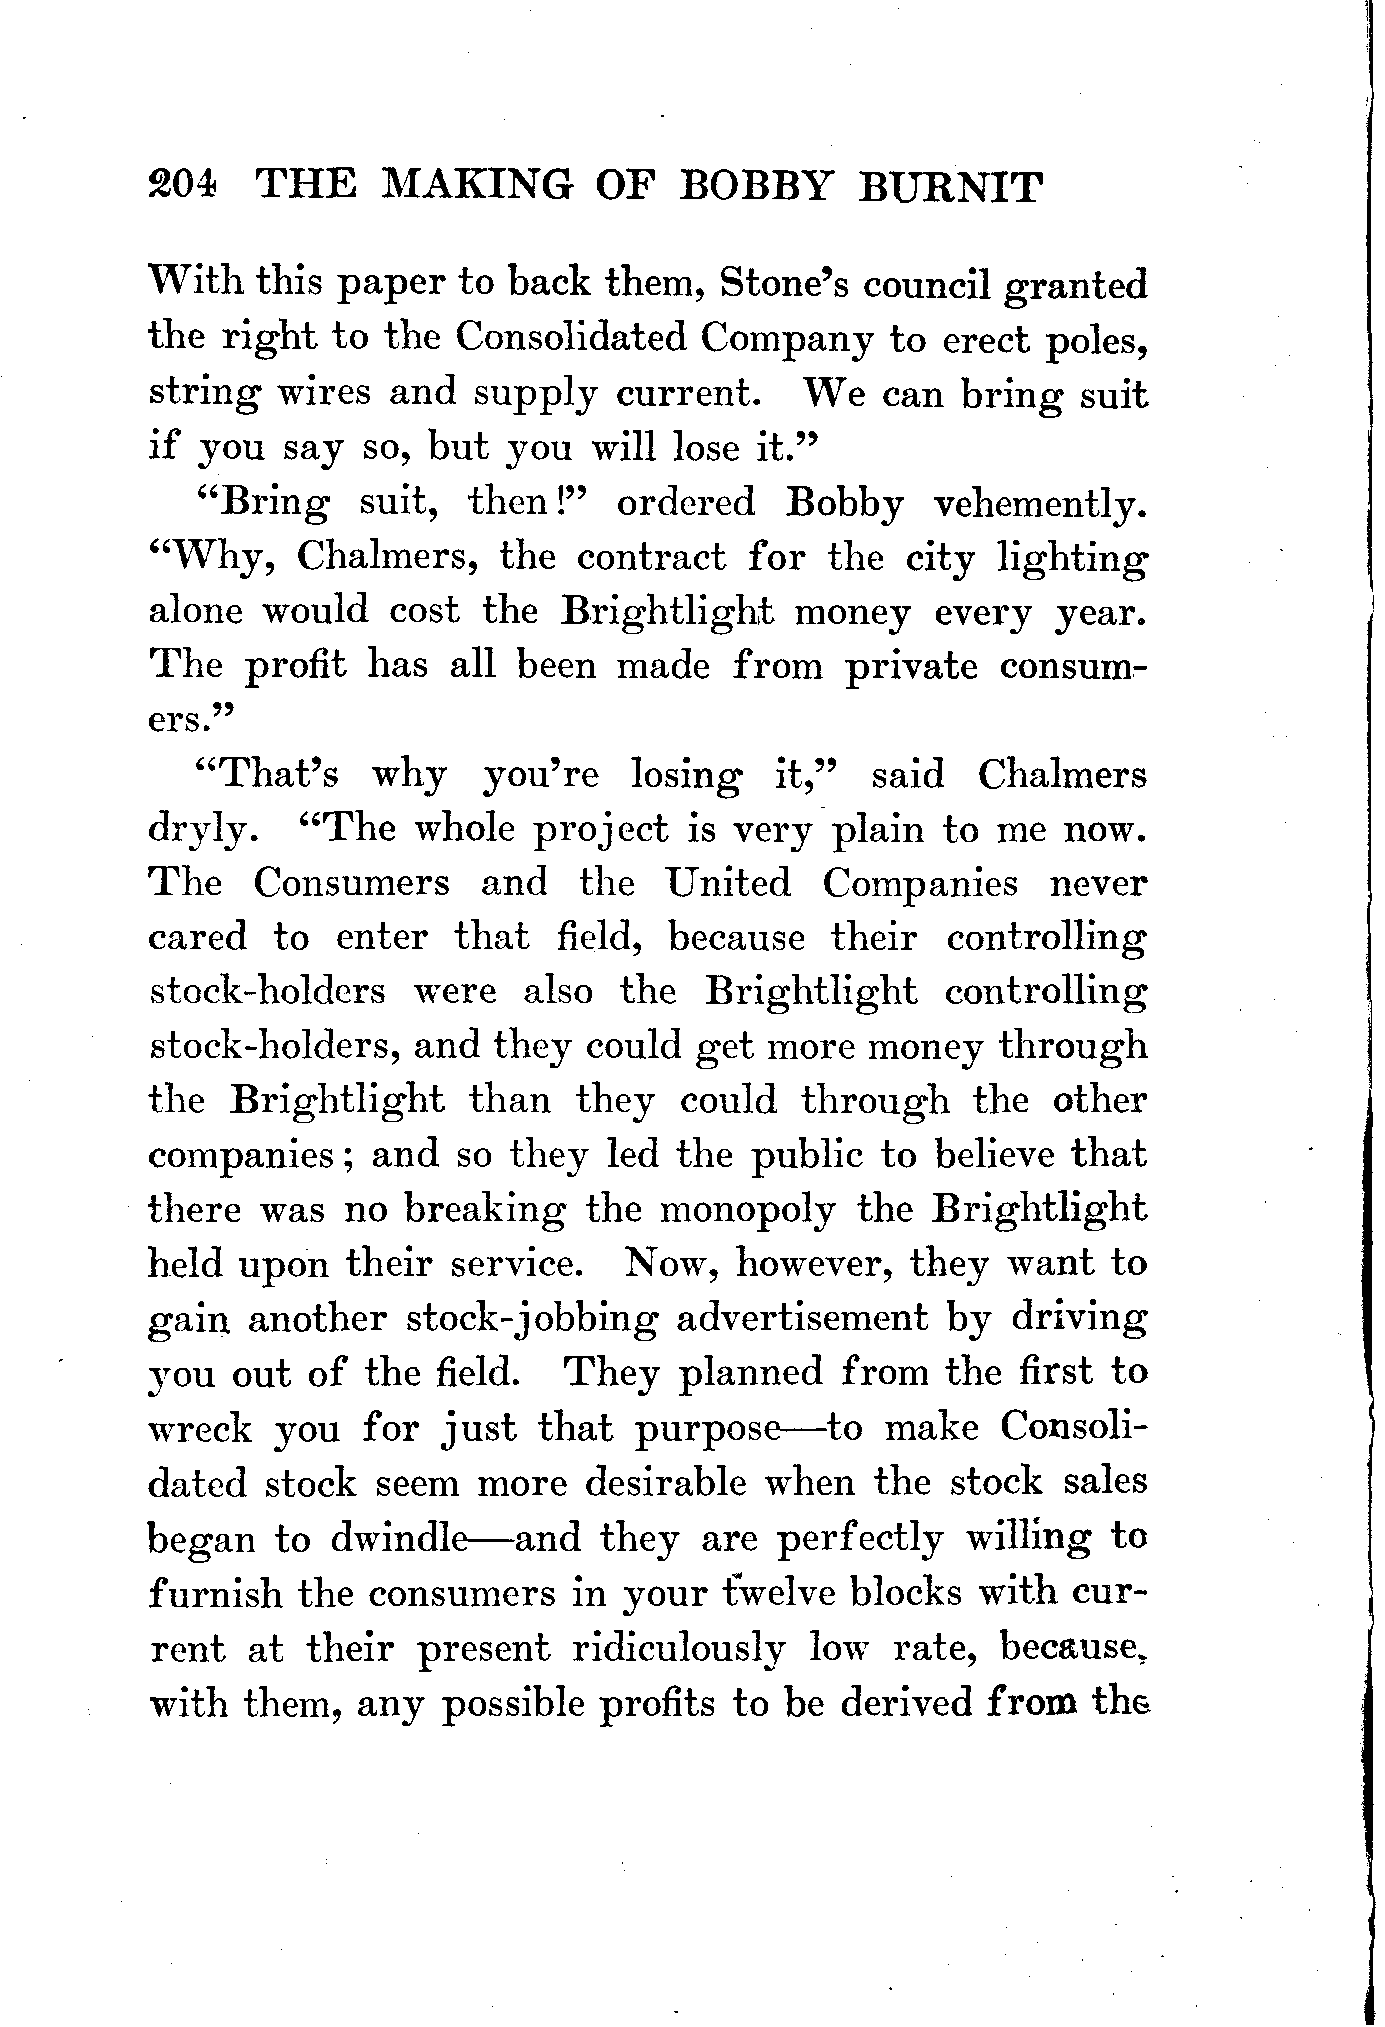 204 THE MAKING OF BOBBY BURNIT
With this paper to back them, Stone's council granted
the right to the Consolidated Company to erect poles,
string wires and supply current. We can bring suit
if you say so, but you will lose it."
"Bring suit, then!" ordered Bobby vehemently.
"Why, Chalmers, the contract for the city lighting
alone would cost the Brightlight money every year.
The profit has all been made from private consum-
ers."
"That's why you're losing it," said Chalmers
dryly. "The whole project is very plain to me now.
The Consumers and the United Companies never
cared to enter that field, because their controlling
stock-holders were also the Brightlight controlling
stock-holders, and they could get more money through
the Brightlight than they could through the other
companies; and so they led the public to believe that
there was no breaking the monopoly the Brightlight
held upon their service. Now, however, they want to
gain another stock-jobbing advertisement by driving
you out of the field. They planned from the first to
wreck you for just that purpose—to make Consoli-
dated stock seem more desirable when the stock sales
began to dwindle—and they are perfectly willing to
furnish the consumers in your twelve blocks with cur-
rent at their present ridiculously low rate, because,
with them, any possible profits to be derived from the